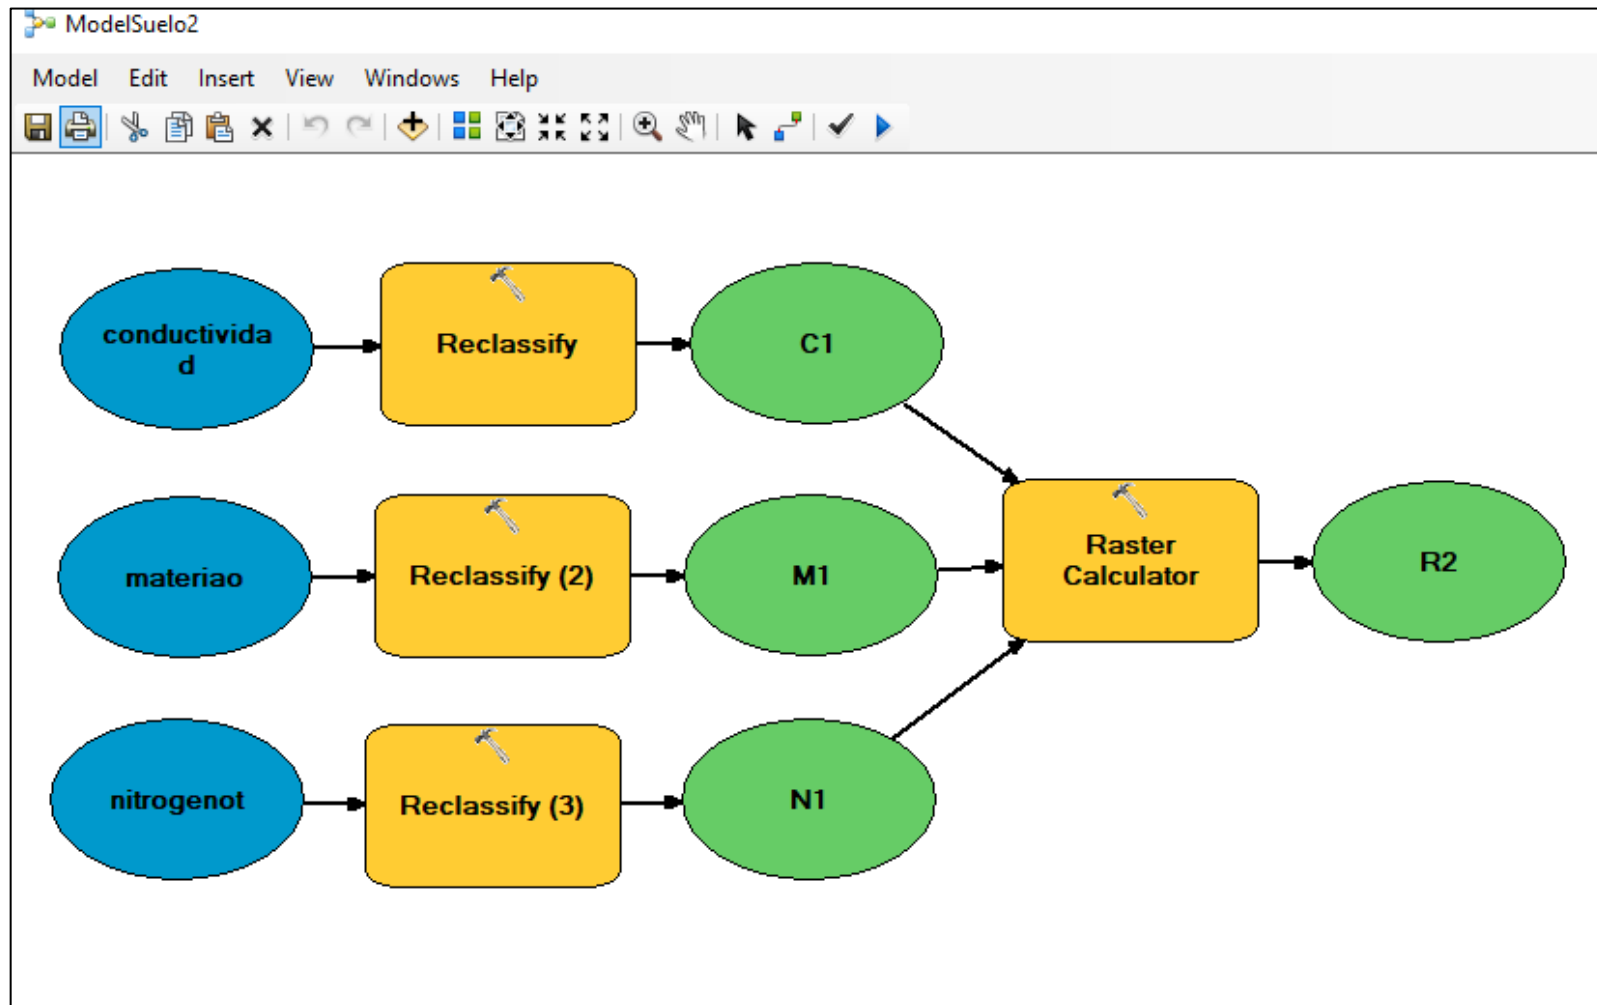 ModelSuelo2
Model Edit Insert View Windows Help
conductivida
d
Reclassify
C1
materiao
Reclassify (2)
M1
Raster
Calculator
R2
nitrogenot
Reclassify (3)
N1